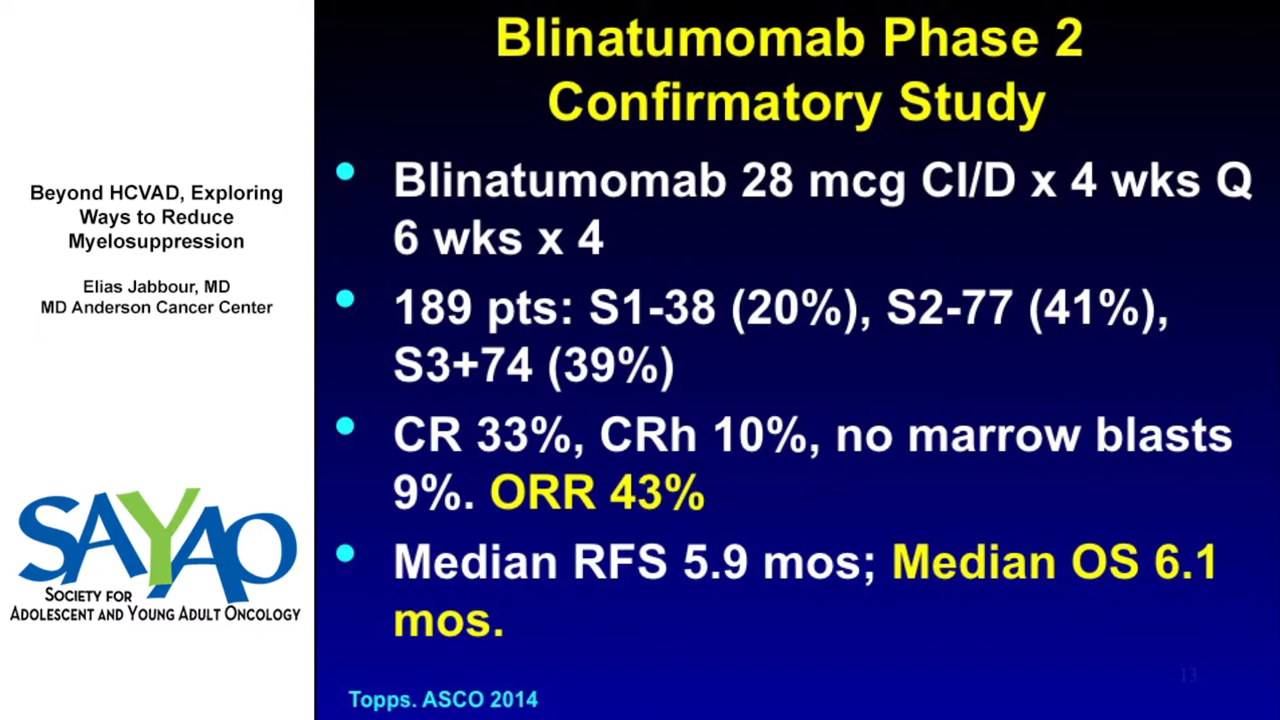 Blinatumomab Phase 2
Confirmatory Study
Beyond HCVAD, Exploring
Ways to Reduce
Myelosuppression
Elias Jabbour, MD
MD Anderson Cancer Center
• Blinatumomab 28 mcg CI/D x 4 wks Q
6 wks x 4
• 189 pts: S1-38 (20%), S2-77 (41%),
S3+74 (39%)
• CR 33%, CRh 10%, no marrow blasts
9%. ORR 43%
• Median RFS 5.9 mos; Median OS 6.1
mos.
SAYAO
SOCIETY FOR
ADOLESCENT AND YOUNG ADULT ONCOLOGY
Topps. ASCO 2014
13